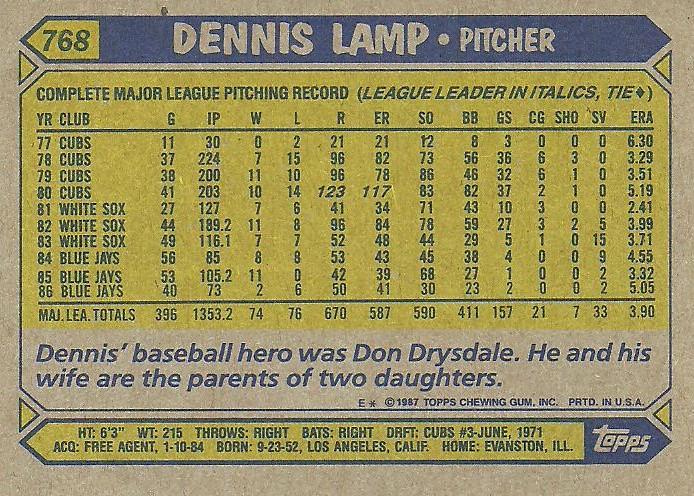 768 DENNIS LAMP • PITCHER
COMPLETE MAJOR LEAGUE PITCHING RECORD (LEAGUE LEADER IN ITALICS, TIE♦)
YR CLUB G IP W L R ER SO BB GS CG SHO SV ERA
77 CUBS 11 30 0 2 21 21 12 8 3 0 0 0 6.30
78 CUBS 37 224 7 15 96 82 73 56 36 6 3 0 3.29
79 CUBS 38 200 11 10 96 78 86 46 32 6 1 0 3.51
80 CUBS 41 203 10 14 123 117 83 82 37 2 1 0 5.19
81 WHITE SOX 27 127 7 6 41 34 71 43 10 3 0 0 2.41
82 WHITE SOX 44 189.2 11 8 96 84 78 59 27 3 2 5 3.99
83 WHITE SOX 49 116.1 7 7 52 48 44 29 5 1 0 15 3.71
84 BLUE JAYS 56 85 8 8 53 43 45 38 4 0 0 9 4.55
85 BLUE JAYS 53 105.2 11 0 42 39 68 27 1 0 0 2 3.32
86 BLUE JAYS 40 73 2 6 50 41 30 23 2 0 0 2 5.05
MAJ. LEA. TOTALS 396 1353.2 74 76 670 587 590 411 157 21 7 33 3.90
Dennis' baseball hero was Don Drysdale. He and his
wife are the parents of two daughters.
E* ©1987 TOPPS CHEWING GUM, INC. PRTD. IN U.S.A.
HT: 6'3" WT: 215 THROWS: RIGHT BATS: RIGHT DRFT: CUBS #3-JUNE, 1971
ACQ: FREE AGENT, 1-10-84 BORN: 9-23-52, LOS ANGELES, CALIF. HOME: EVANSTON, ILL.
TOPPS